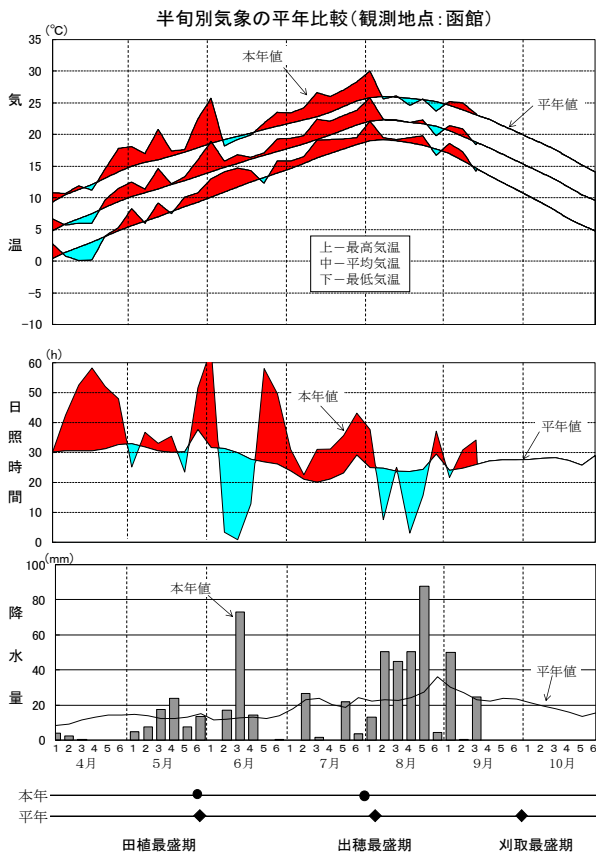 半旬別気象の平年比較(観測地点:函館)
(℃)
35
30
25
20
15
10
5
0
-5
-10
気
温
本年値
平年値
上-最高気温
中-平均気温
下-最低気温
(h)
60
50
40
30
20
10
0
日
照
時
間
本年値
平年値
(mm)
100
80
60
40
20
0
降
水
量
本年値
平年値
1 2 3 4 5 6 1 2 3 4 5 6 1 2 3 4 5 6 1 2 3 4 5 6 1 2 3 4 5 6 1 2 3 4 5 6 1 2 3 4 5 6
4月 5月 6月 7月 8月 9月 10月
本年
平年
田植最盛期 出穂最盛期 刈取最盛期